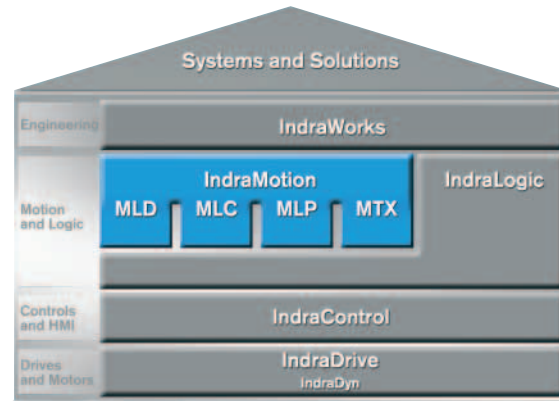 Systems and Solutions
Engineering
IndraWorks
IndraMotion
IndraLogic
MLD MLC MLP MTX
Motion
and Logic
Controls
and HMI
IndraControl
Drives
and Motors
IndraDrive
IndraDyn